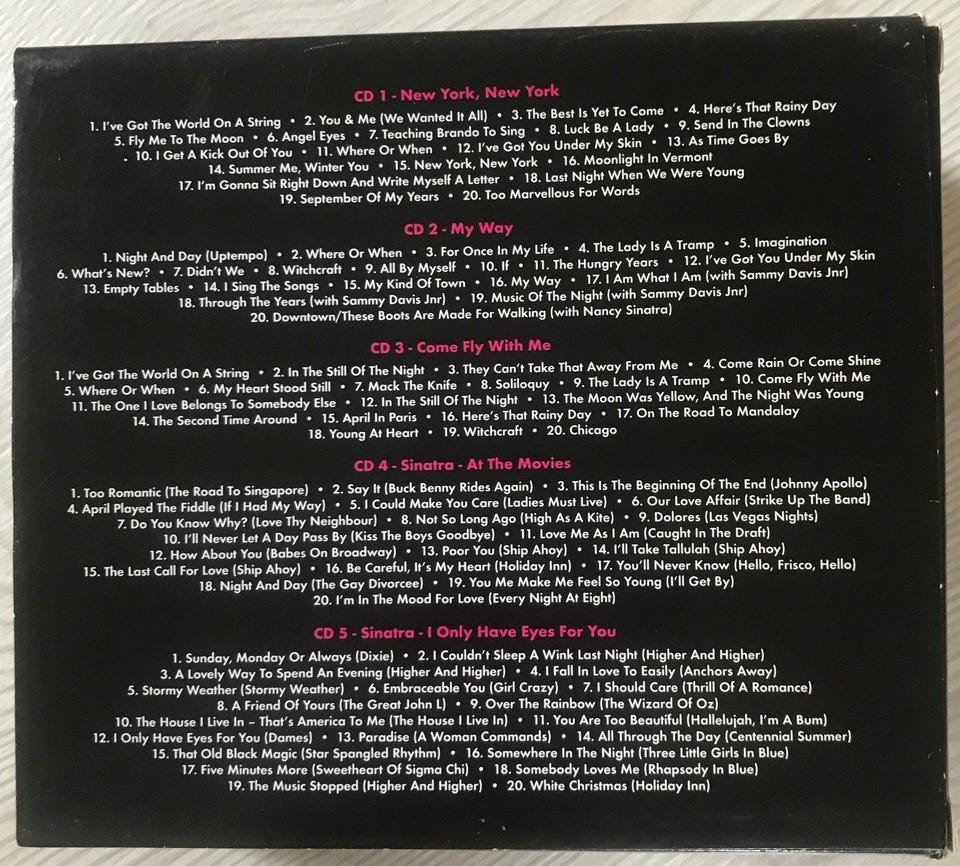 CD 1 - New York, New York
1. I've Got The World On A String • 2. You & Me (We Wanted It All) • 3. The Best Is Yet To Come • 4. Here's That Rainy Day
5. Fly Me To The Moon • 6. Angel Eyes • 7. Teaching Brando To Sing • 8. Luck Be A Lady • 9. Send In The Clowns
10. I Get A Kick Out Of You • 11. Where Or When • 12. I've Got You Under My Skin • 13. As Time Goes By
14. Summer Me, Winter You • 15. New York, New York • 16. Moonlight In Vermont
17. I'm Gonna Sit Right Down And Write Myself A Letter • 18. Last Night When We Were Young
19. September Of My Years • 20. Too Marvellous For Words
CD 2 - My Way
1. Night And Day (Uptempo) • 2. Where Or When • 3. For Once In My Life • 4. The Lady Is A Tramp • 5. Imagination
6. What's New? • 7. Didn't We • 8. Witchcraft • 9. All By Myself • 10. If • 11. The Hungry Years • 12. I've Got You Under My Skin
13. Empty Tables • 14. I Sing The Songs • 15. My Kind Of Town • 16. My Way • 17. I Am What I Am (with Sammy Davis Jnr)
18. Through The Years (with Sammy Davis Jnr) • 19. Music Of The Night (with Sammy Davis Jnr)
20. Downtown/These Boots Are Made For Walking (with Nancy Sinatra)
CD 3 - Come Fly With Me
1. I've Got The World On A String • 2. In The Still Of The Night • 3. They Can't Take That Away From Me • 4. Come Rain Or Come Shine
5. Where Or When • 6. My Heart Stood Still • 7. Mack The Knife • 8. Soliloquy • 9. The Lady Is A Tramp • 10. Come Fly With Me
11. The One I Love Belongs To Somebody Else • 12. In The Still Of The Night • 13. The Moon Was Yellow, And The Night Was Young
14. The Second Time Around • 15. April In Paris • 16. Here's That Rainy Day • 17. On The Road To Mandalay
18. Young At Heart • 19. Witchcraft • 20. Chicago
CD 4 - Sinatra - At The Movies
1. Too Romantic (The Road To Singapore) • 2. Say It (Buck Benny Rides Again) • 3. This Is The Beginning Of The End (Johnny Apollo)
4. April Played The Fiddle (If I Had My Way) • 5. I Could Make You Care (Ladies Must Live) • 6. Our Love Affair (Strike Up The Band)
7. Do You Know Why? (Love Thy Neighbour) • 8. Not So Long Ago (High As A Kite) • 9. Dolores (Las Vegas Nights)
10. I'll Never Let A Day Pass By (Kiss The Boys Goodbye) • 11. Love Me As I Am (Caught In The Draft)
12. How About You (Babes On Broadway) • 13. Poor You (Ship Ahoy) • 14. I'll Take Tallulah (Ship Ahoy)
15. The Last Call For Love (Ship Ahoy) • 16. Be Careful, It's My Heart (Holiday Inn) • 17. You'll Never Know (Hello, Frisco, Hello)
18. Night And Day (The Gay Divorcee) • 19. You Me Make Me Feel So Young (I'll Get By)
20. I'm In The Mood For Love (Every Night At Eight)
CD 5 - Sinatra - I Only Have Eyes For You
1. Sunday, Monday Or Always (Dixie) • 2. I Couldn't Sleep A Wink Last Night (Higher And Higher)
3. A Lovely Way To Spend An Evening (Higher And Higher) • 4. I Fall In Love To Easily (Anchors Away)
5. Stormy Weather (Stormy Weather) • 6. Embraceable You (Girl Crazy) • 7. I Should Care (Thrill Of A Romance)
8. A Friend Of Yours (The Great John L) • 9. Over The Rainbow (The Wizard Of Oz)
10. The House I Live In – That's America To Me (The House I Live In) • 11. You Are Too Beautiful (Hallelujah, I'm A Bum)
12. I Only Have Eyes For You (Dames) • 13. Paradise (A Woman Commands) • 14. All Through The Day (Centennial Summer)
15. That Old Black Magic (Star Spangled Rhythm) • 16. Somewhere In The Night (Three Little Girls In Blue)
17. Five Minutes More (Sweetheart Of Sigma Chi) • 18. Somebody Loves Me (Rhapsody In Blue)
19. The Music Stopped (Higher And Higher) • 20. White Christmas (Holiday Inn)